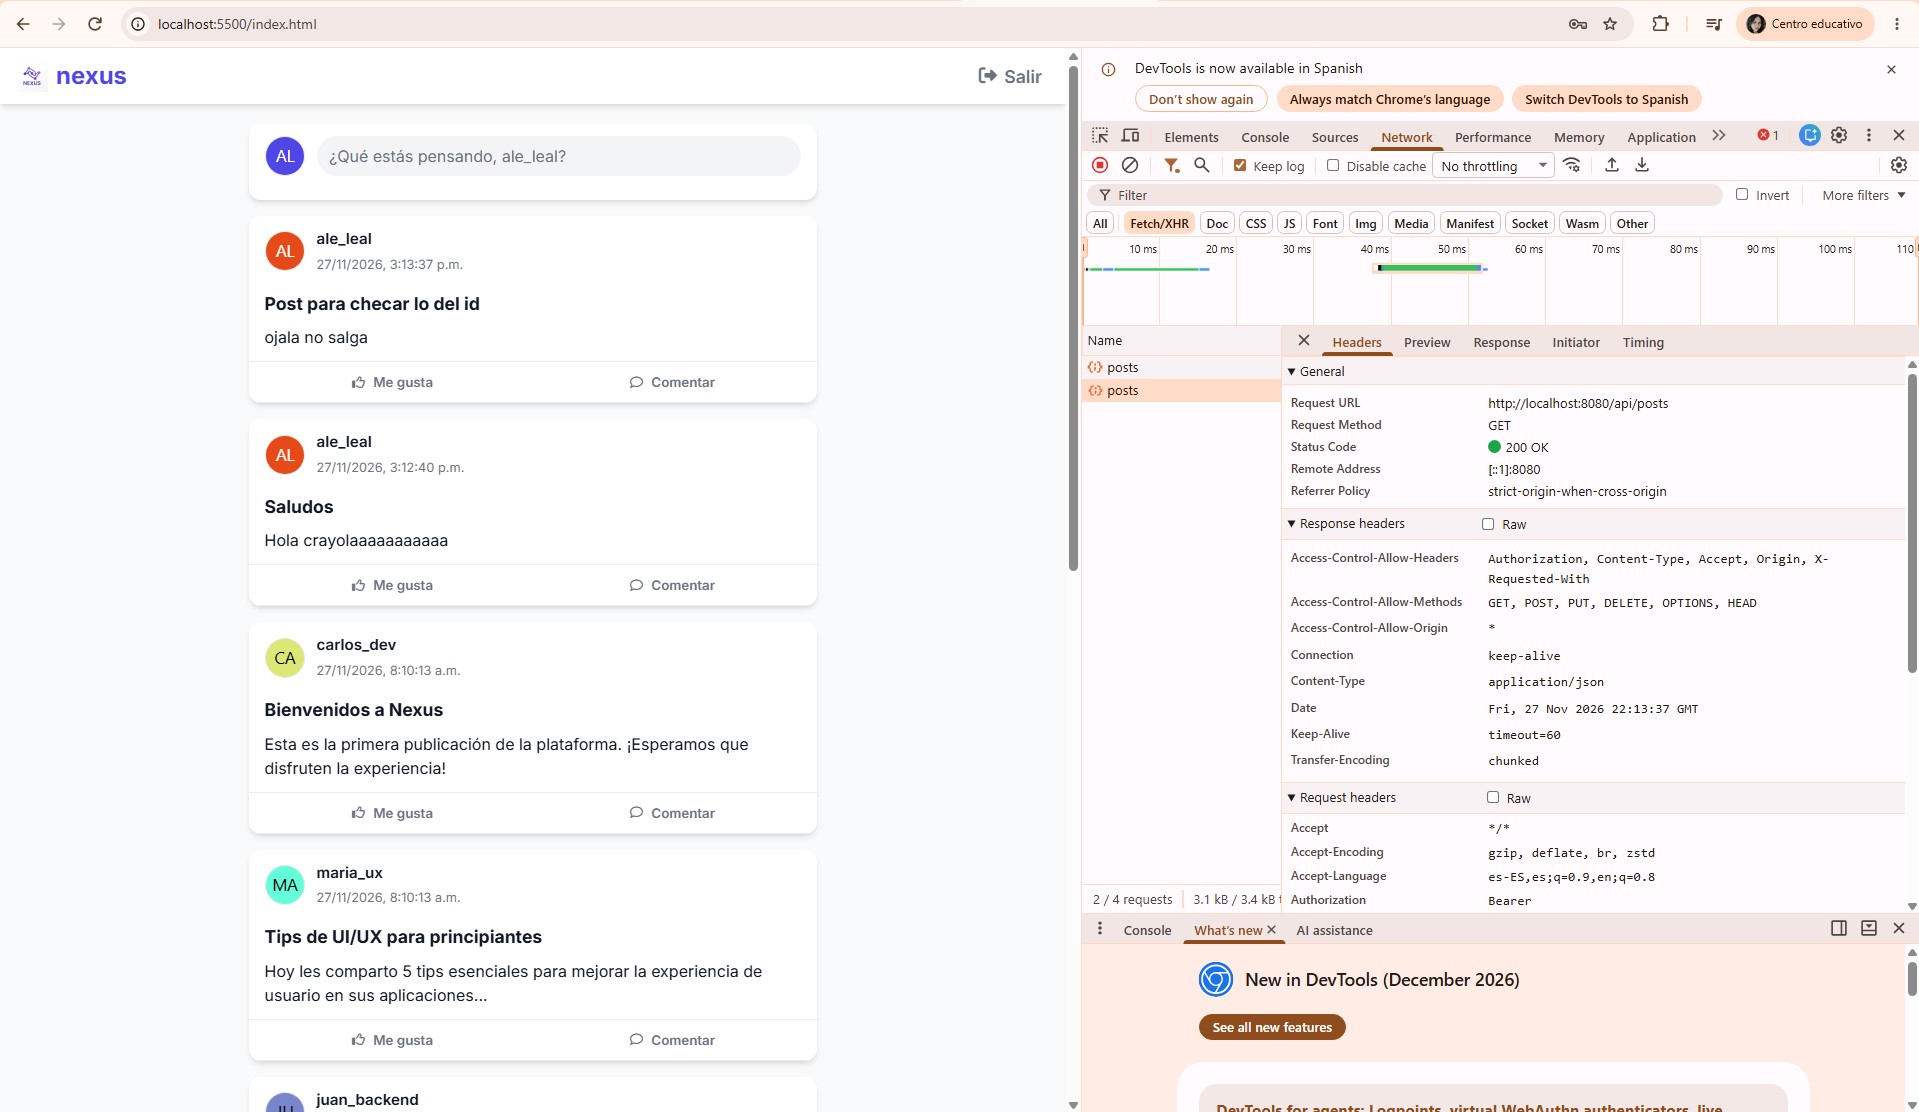 localhost:5500/index.html
Centro educativo
NEXUS
nexus
Salir
AL
¿Qué estás pensando, ale_leal?
AL
ale_leal
27/11/2026, 3:13:37 p.m.
Post para checar lo del id
ojala no salga
Me gusta
Comentar
AL
ale_leal
27/11/2026, 3:12:40 p.m.
Saludos
Hola crayolaaaaaaaaaaa
Me gusta
Comentar
CA
carlos_dev
27/11/2026, 8:10:13 a.m.
Bienvenidos a Nexus
Esta es la primera publicación de la plataforma. ¡Esperamos que
disfruten la experiencia!
Me gusta
Comentar
MA
maria_ux
27/11/2026, 8:10:13 a.m.
Tips de UI/UX para principiantes
Hoy les comparto 5 tips esenciales para mejorar la experiencia de
usuario en sus aplicaciones...
Me gusta
Comentar
JU
juan_backend
DevTools is now available in Spanish
Don't show again
Always match Chrome's language
Switch DevTools to Spanish
Elements
Console
Sources
Network
Performance
Memory
Application
1
Keep log
Disable cache
No throttling
Filter
Invert
More filters
All
Fetch/XHR
Doc
CSS
JS
Font
Img
Media
Manifest
Socket
Wasm
Other
10 ms
20 ms
30 ms
40 ms
50 ms
60 ms
70 ms
80 ms
90 ms
100 ms
110
Name
posts
posts
2 / 4 requests
3.1 kB / 3.4 kB t
Headers
Preview
Response
Initiator
Timing
General
Request URL
http://localhost:8080/api/posts
Request Method
GET
Status Code
200 OK
Remote Address
[::1]:8080
Referrer Policy
strict-origin-when-cross-origin
Response headers
Raw
Access-Control-Allow-Headers
Authorization, Content-Type, Accept, Origin, X-
Requested-With
Access-Control-Allow-Methods
GET, POST, PUT, DELETE, OPTIONS, HEAD
Access-Control-Allow-Origin
*
Connection
keep-alive
Content-Type
application/json
Date
Fri, 27 Nov 2026 22:13:37 GMT
Keep-Alive
timeout=60
Transfer-Encoding
chunked
Request headers
Raw
Accept
*/*
Accept-Encoding
gzip, deflate, br, zstd
Accept-Language
es-ES,es;q=0.9,en;q=0.8
Authorization
Bearer
Console
What's new
AI assistance
New in DevTools (December 2026)
See all new features
DevTools for agents: Logpoints, virtual WebAuthn authenticators, live